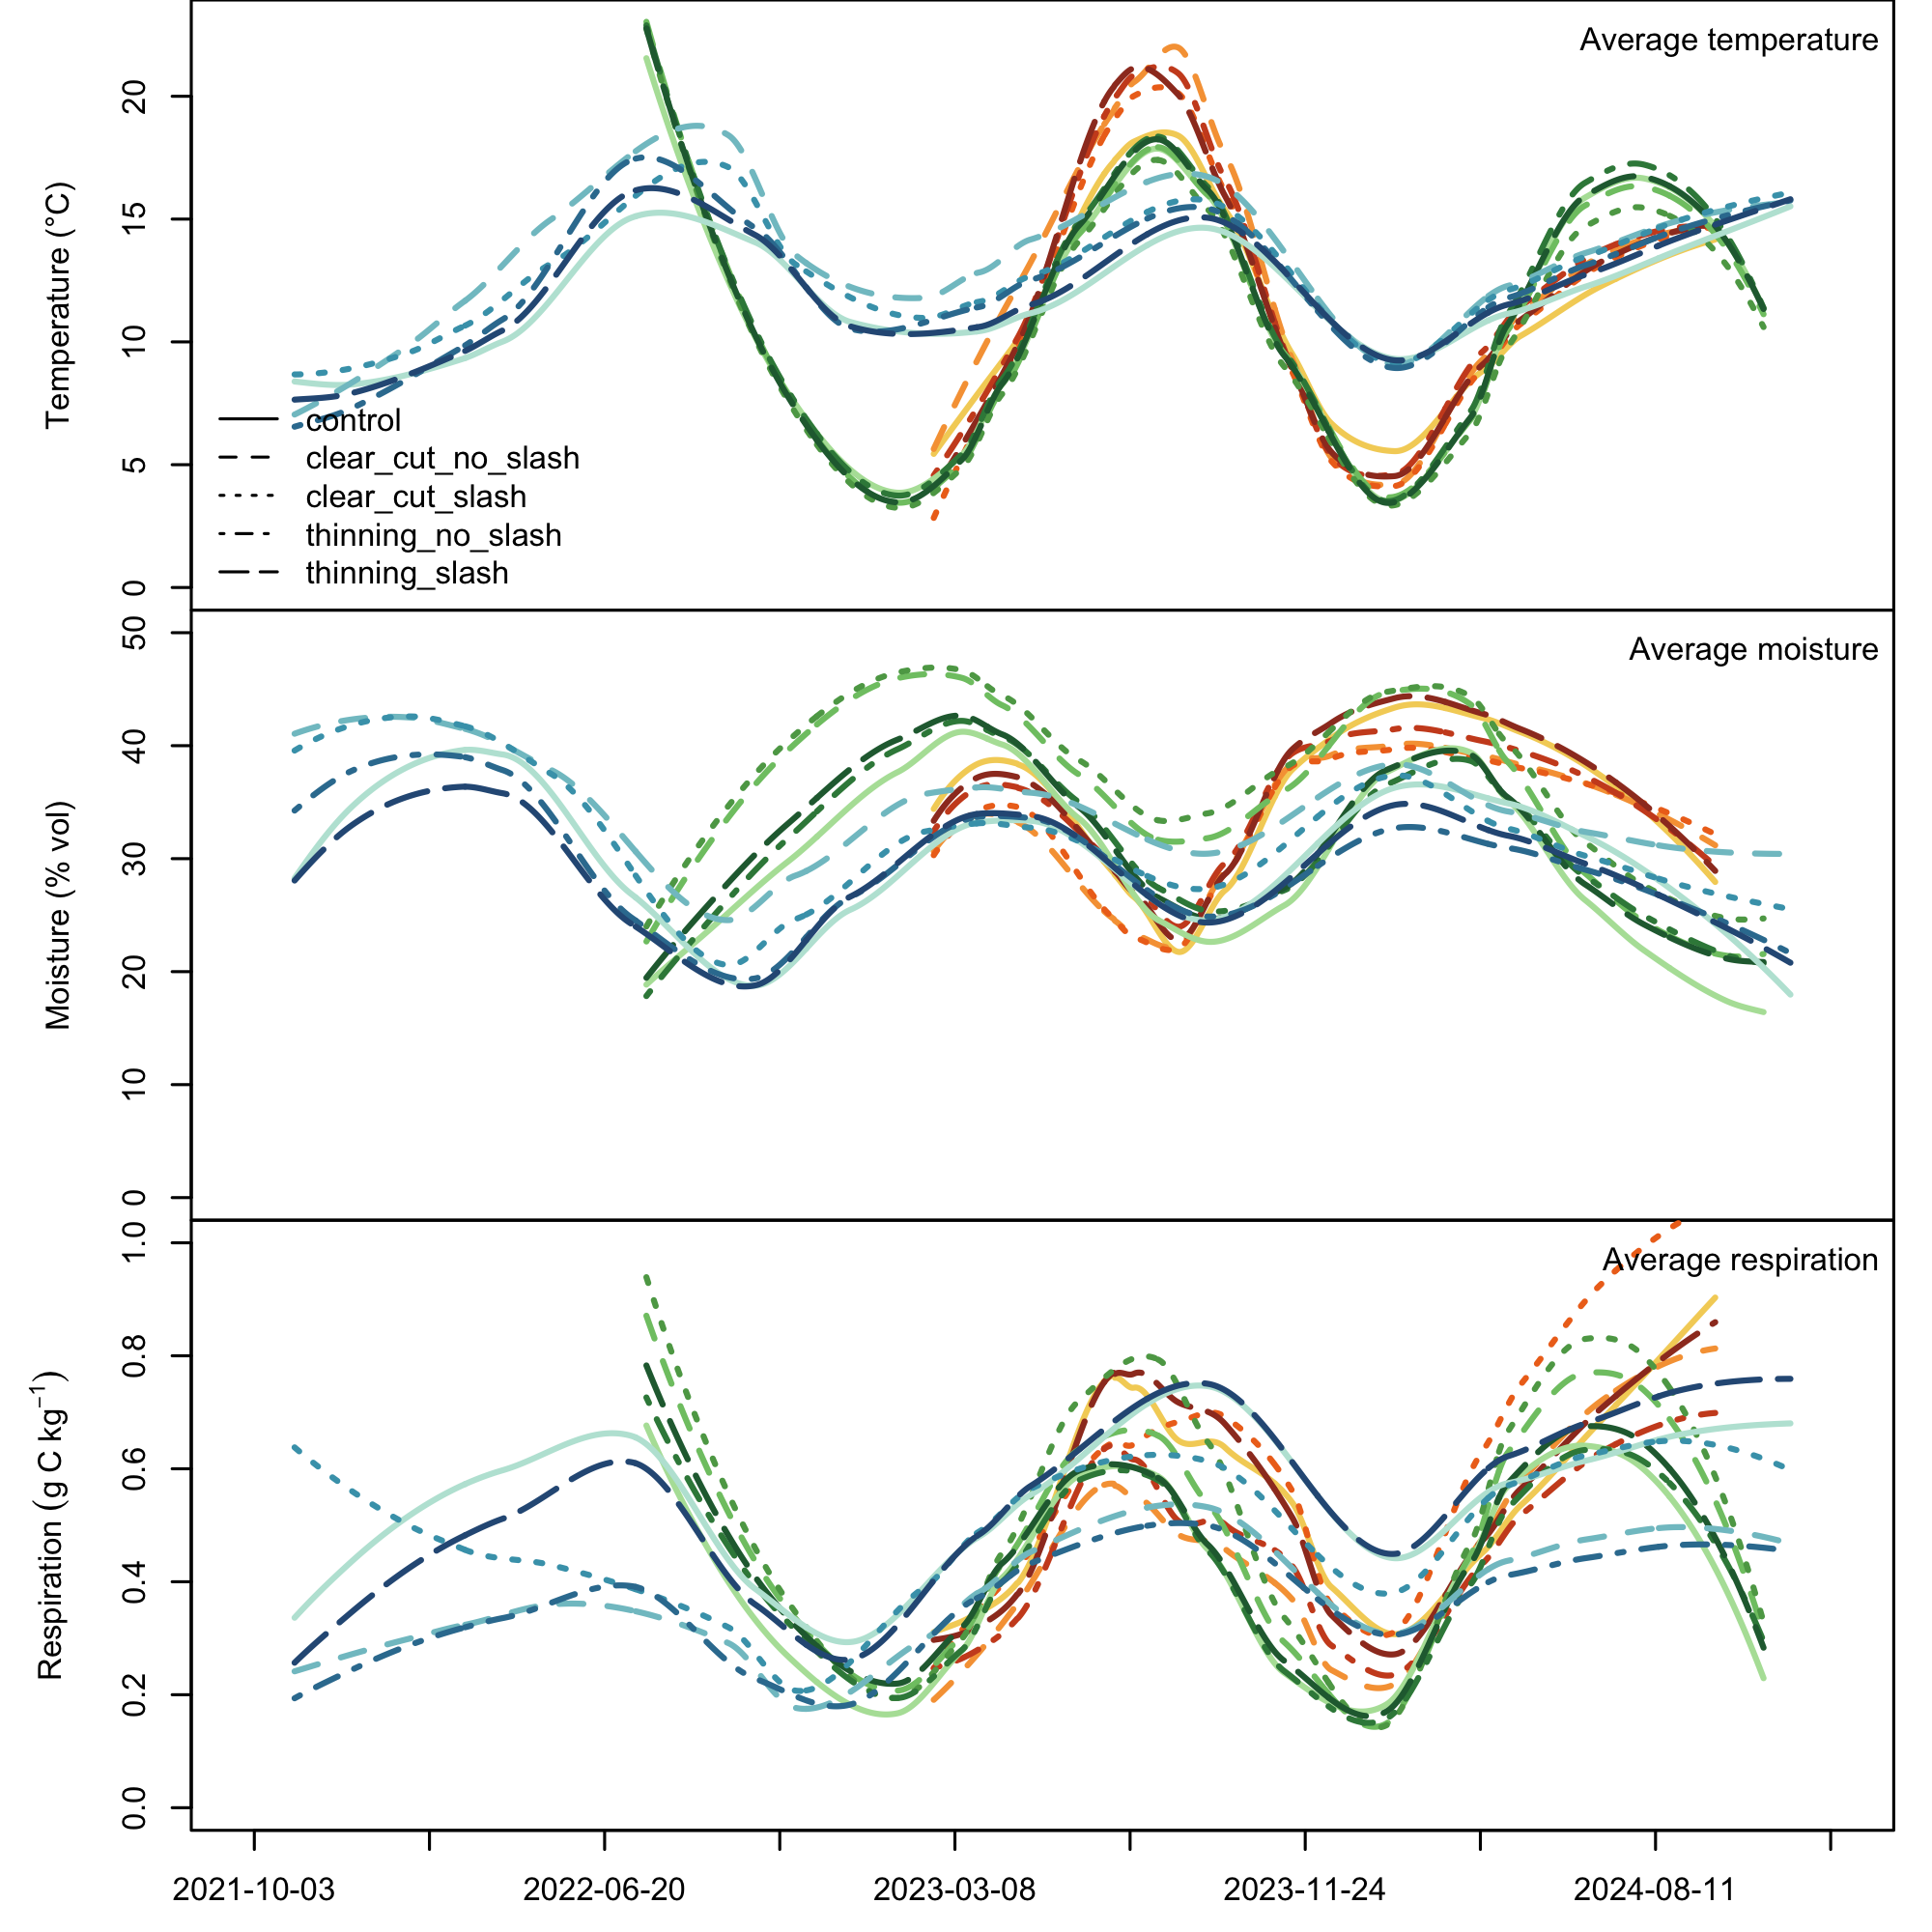 Average temperature
Temperature (°C)
20
15
10
5
0
control
clear_cut_no_slash
clear_cut_slash
thinning_no_slash
thinning_slash
Average moisture
Moisture (% vol)
50
40
30
20
10
0
Average respiration
Respiration (g C kg⁻¹)
1.0
0.8
0.6
0.4
0.2
0.0
2021-10-03 2022-06-20 2023-03-08 2023-11-24 2024-08-11